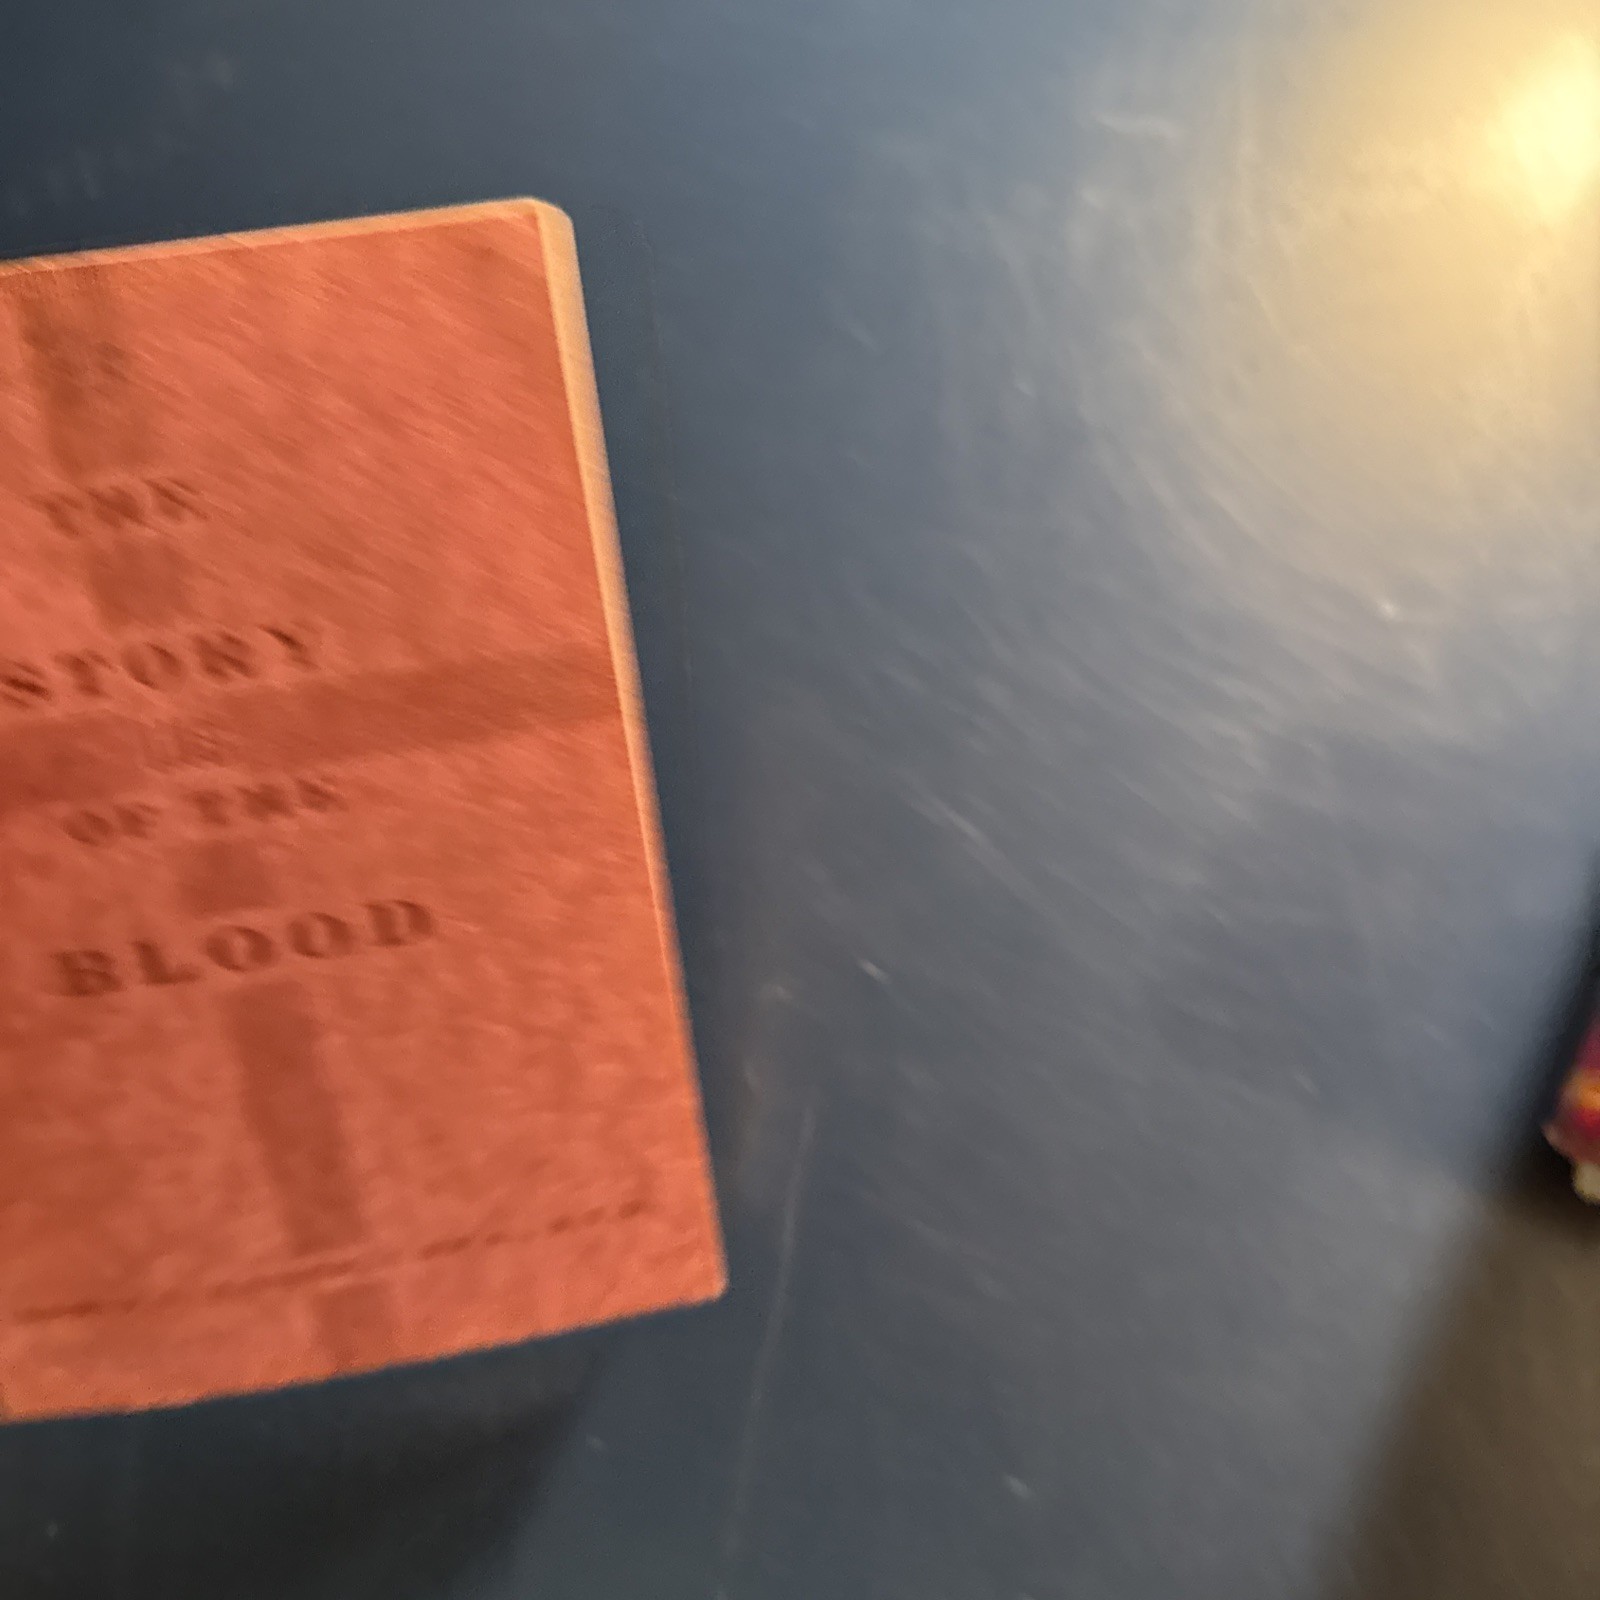 THE
STORY
OF THE
BLOOD